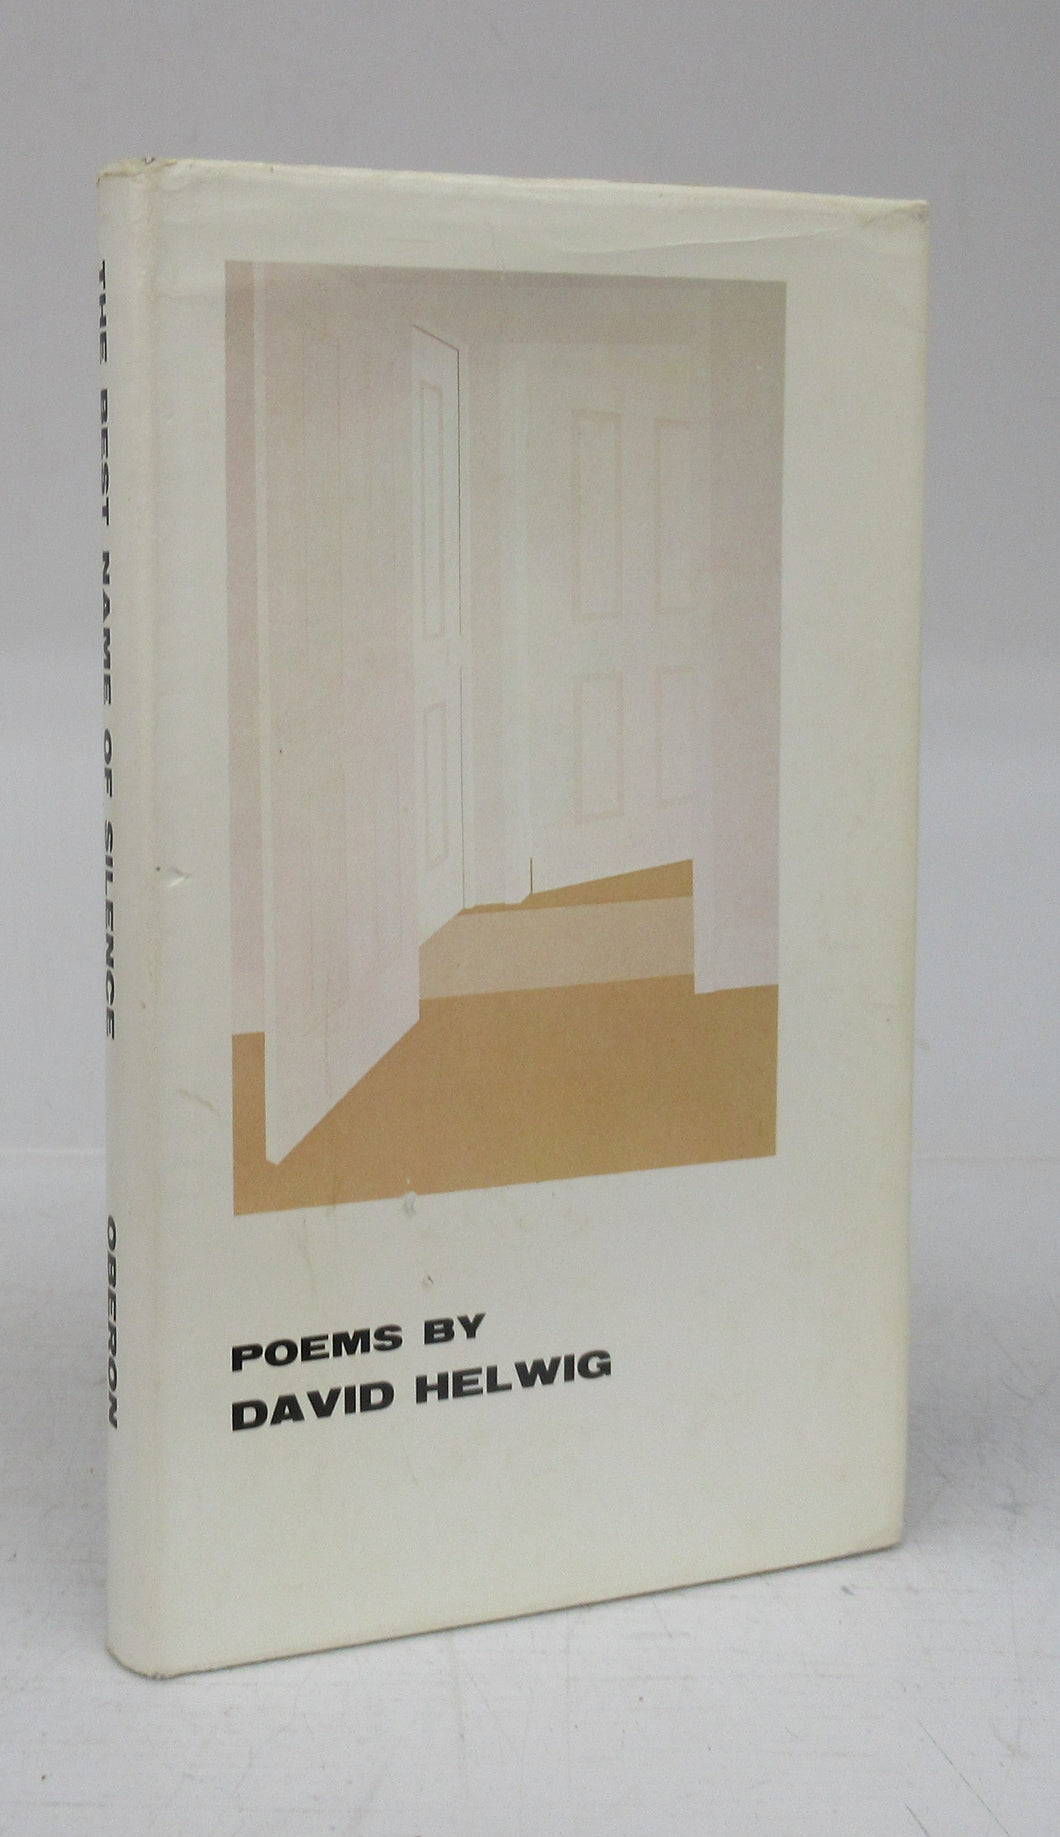 THE BEST NAME OF SILENCE OBERON
POEMS BY
DAVID HELWIG